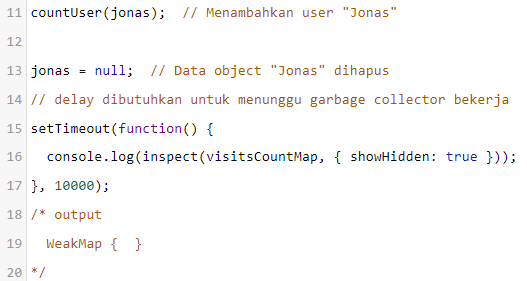 11 countUser(jonas);  // Menambahkan user "Jonas"
12
13 jonas = null;  // Data object "Jonas" dihapus
14 // delay dibutuhkan untuk menunggu garbage collector bekerja
15 setTimeout(function() {
16   console.log(inspect(visitsCountMap, { showHidden: true }));
17 }, 10000);
18 /* output
19   WeakMap {  }
20 */